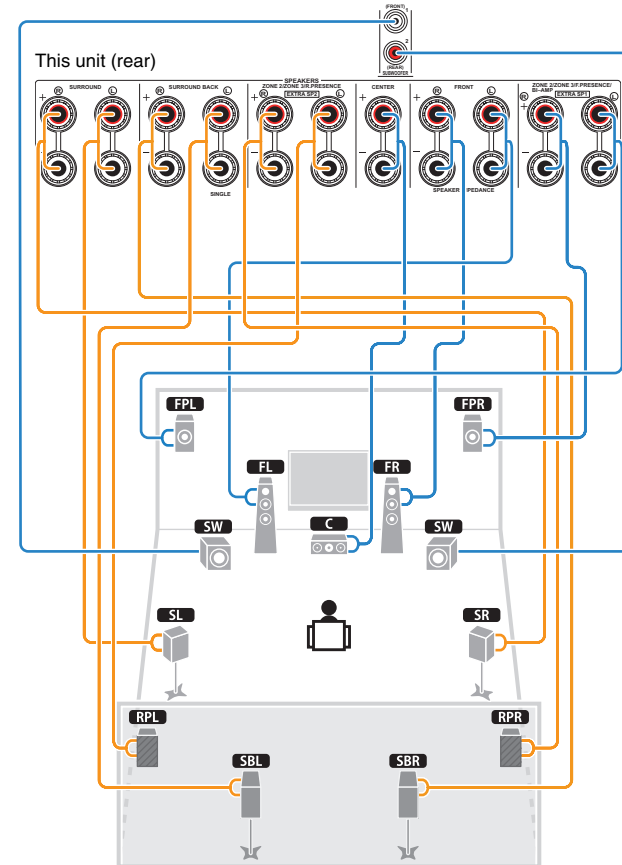 (FRONT)
1
2
(REAR)
SUBWOOFER
This unit (rear)
SPEAKERS
SURROUND
SURROUND BACK
ZONE 2/ZONE 3/R.PRESENCE
EXTRA SP2
CENTER
FRONT
ZONE 2/ZONE 3/F.PRESENCE/
BI-AMP
EXTRA SP1
+ R L
+ R L
+ R L
+
+ R L
+ R L
− − − − − −
SINGLE
SPEAKER
FPL FPR
FL FR
SW C SW
SL SR
RPL RPR
SBL SBR